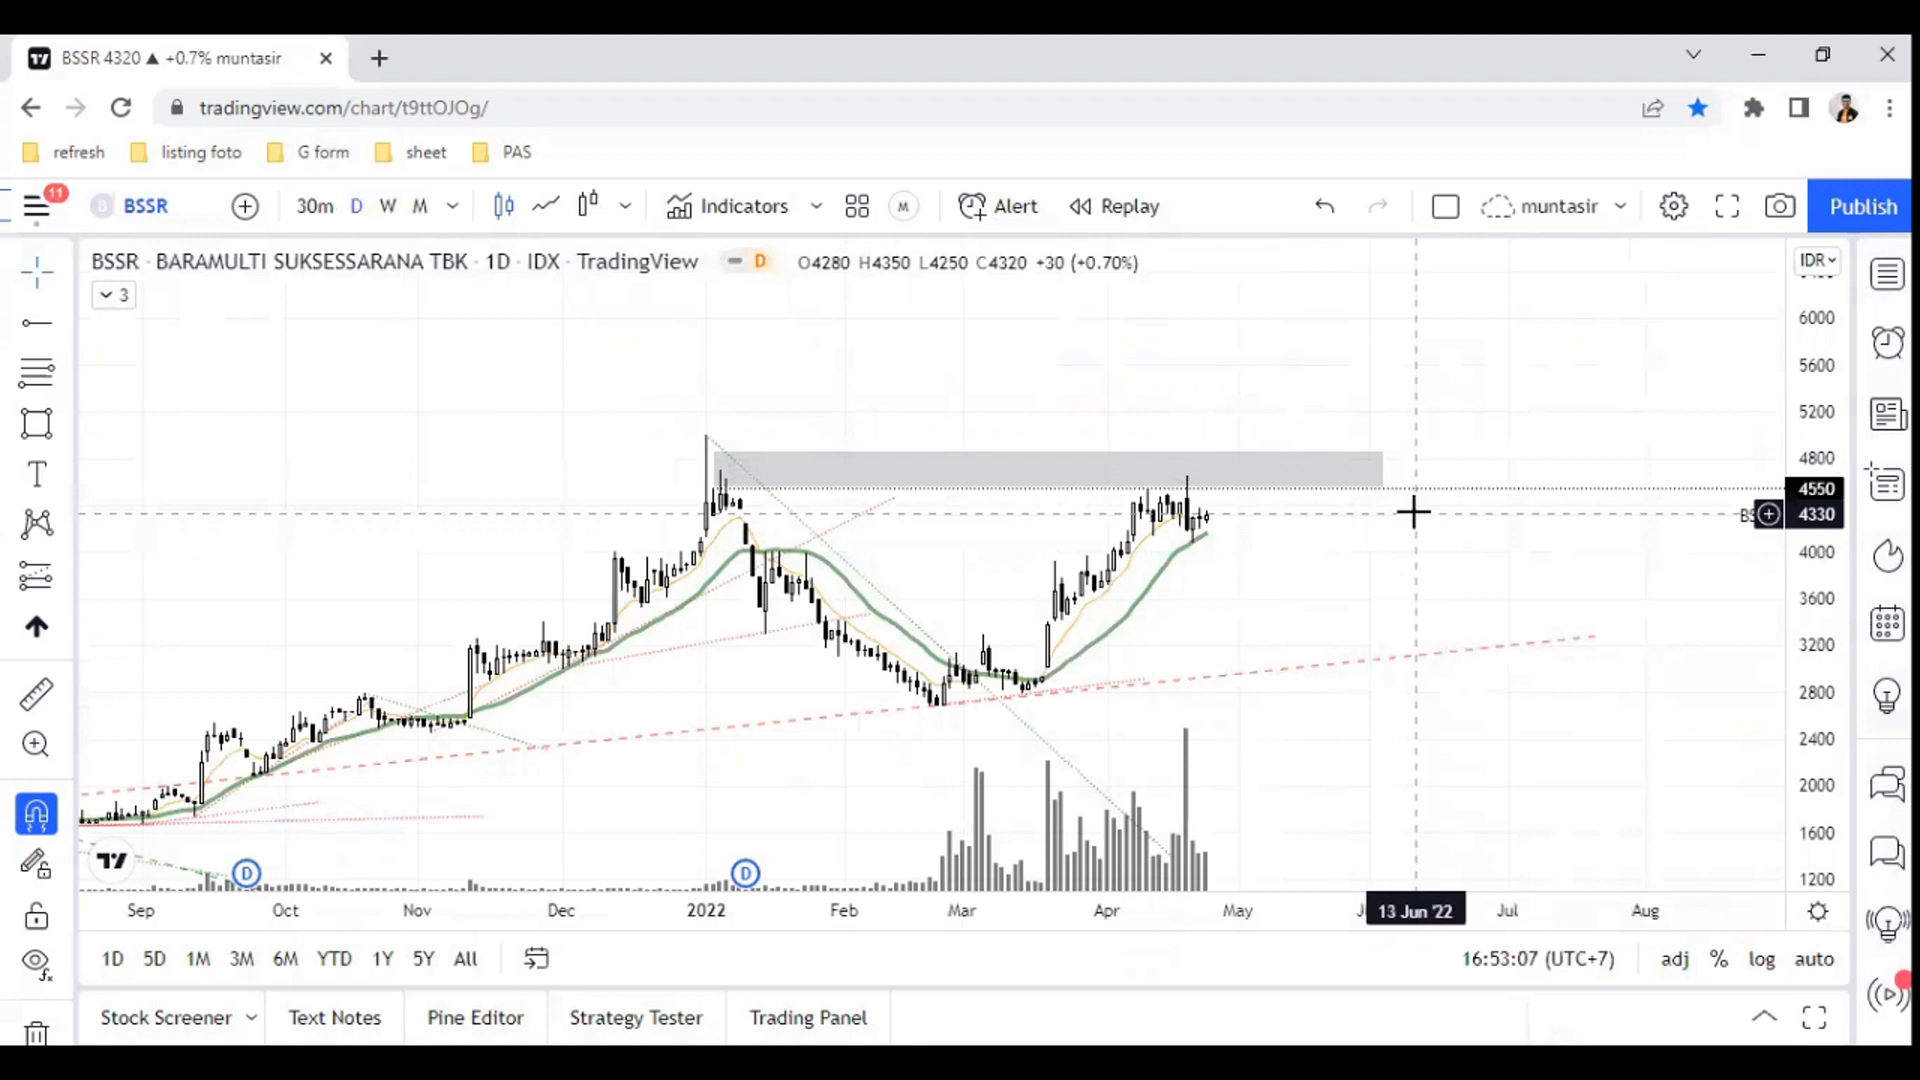 BSSR 4320 ▲ +0.7% muntasir
tradingview.com/chart/t9ttOJOg/
refresh listing foto G form sheet PAS
11
BSSR 30m D W M Indicators M Alert Replay muntasir Publish
BSSR · BARAMULTI SUKSESSARANA TBK · 1D · IDX · TradingView D O4280 H4350 L4250 C4320 +30 (+0.70%) IDR
3
6000
5600
5200
4800
4550
4330
4000
3600
3200
2800
2400
2000
1600
D D
1200
Sep Oct Nov Dec 2022 Feb Mar Apr May 13 Jun '22 Jul Aug
1D 5D 1M 3M 6M YTD 1Y 5Y All 16:53:07 (UTC+7) adj % log auto
Stock Screener Text Notes Pine Editor Strategy Tester Trading Panel